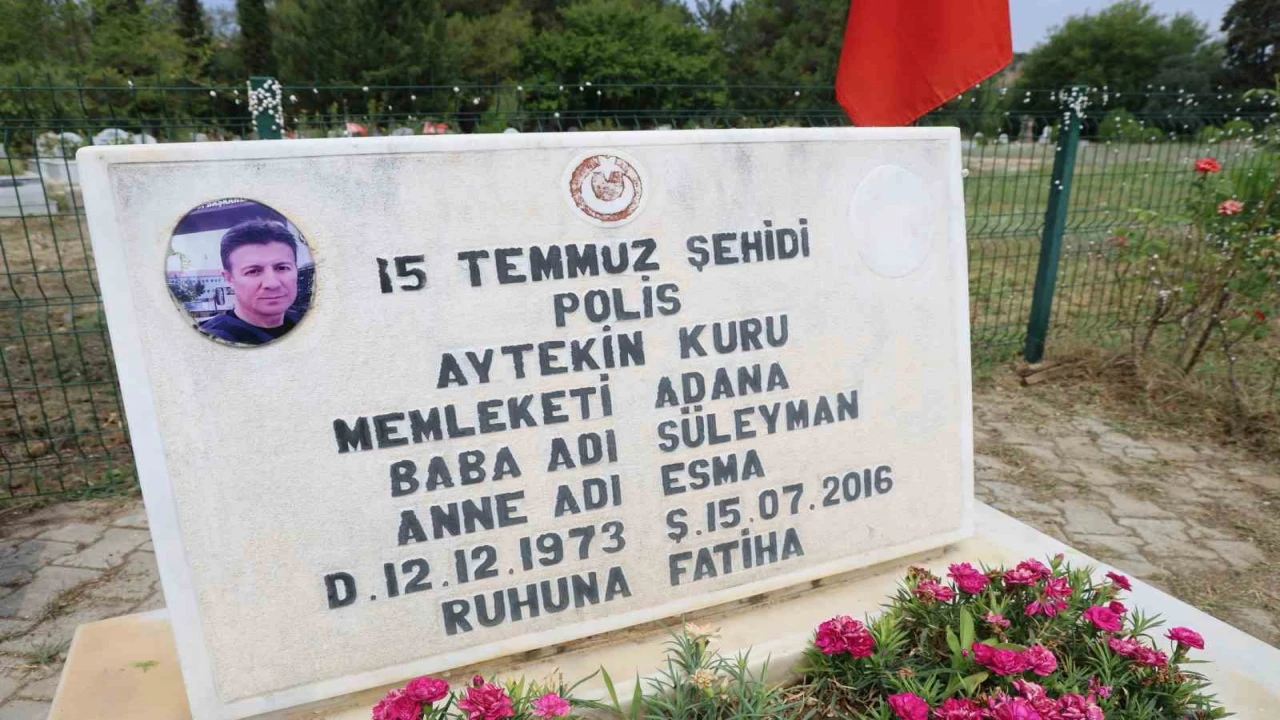 15 TEMMUZ ŞEHİDİ
POLİS
AYTEKİN KURU
MEMLEKETİ ADANA
BABA ADI SÜLEYMAN
ANNE ADI ESMA
D.12.12.1973 Ş.15.07.2016
RUHUNA FATİHA